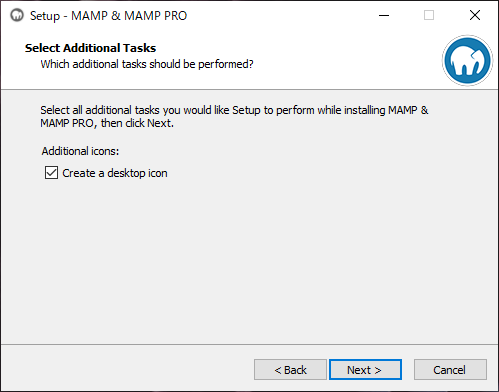 Setup - MAMP & MAMP PRO
Select Additional Tasks
Which additional tasks should be performed?
Select all additional tasks you would like Setup to perform while installing MAMP &
MAMP PRO, then click Next.
Additional icons:
Create a desktop icon
< Back
Next >
Cancel